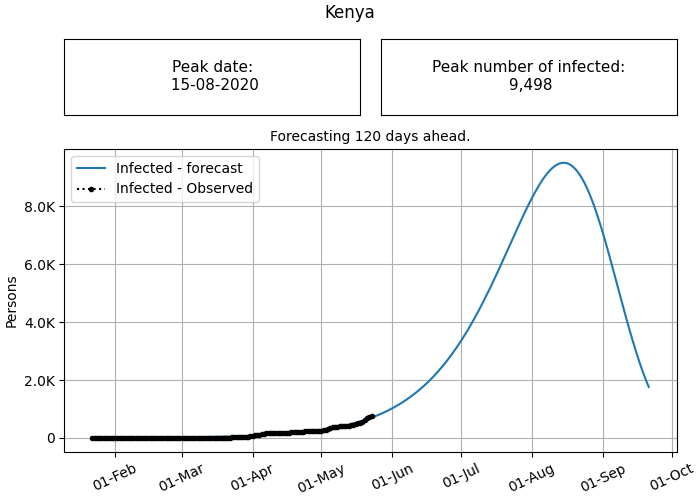 Kenya
Peak date:
15-08-2020
Peak number of infected:
9,498
Forecasting 120 days ahead.
Infected - forecast
Infected - Observed
8.0K
6.0K
4.0K
2.0K
0
Persons
01-Feb
01-Mar
01-Apr
01-May
01-Jun
01-Jul
01-Aug
01-Sep
01-Oct